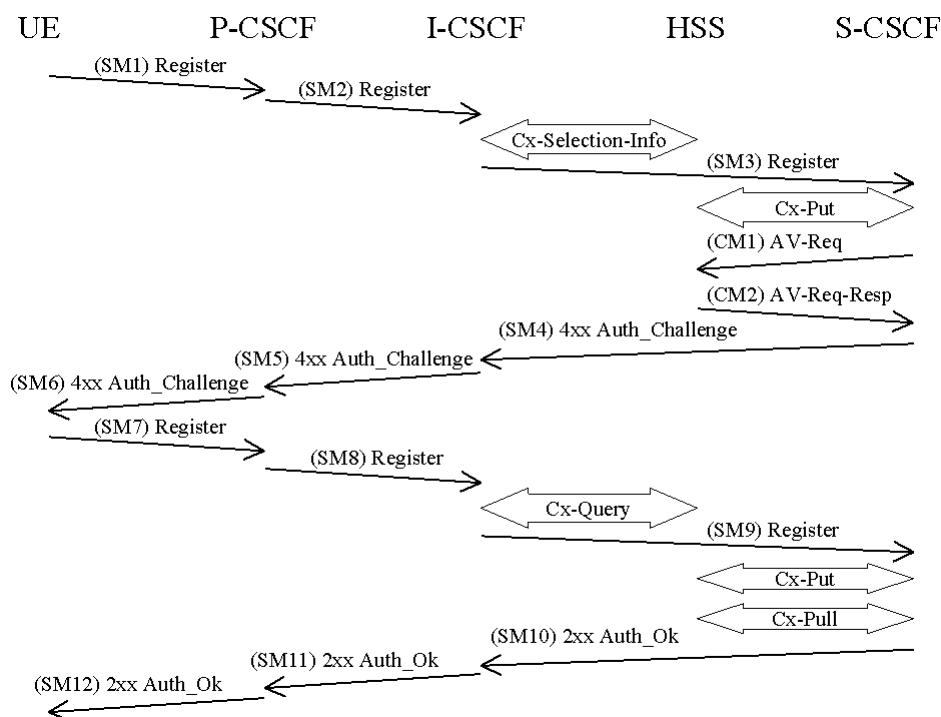 UE P-CSCF I-CSCF HSS S-CSCF
(SM1) Register
(SM2) Register
Cx-Selection-Info
(SM3) Register
Cx-Put
(CM1) AV-Req
(CM2) AV-Req-Resp
(SM4) 4xx Auth_Challenge
(SM5) 4xx Auth_Challenge
(SM6) 4xx Auth_Challenge
(SM7) Register
(SM8) Register
Cx-Query
(SM9) Register
Cx-Put
Cx-Pull
(SM10) 2xx Auth_Ok
(SM11) 2xx Auth_Ok
(SM12) 2xx Auth_Ok